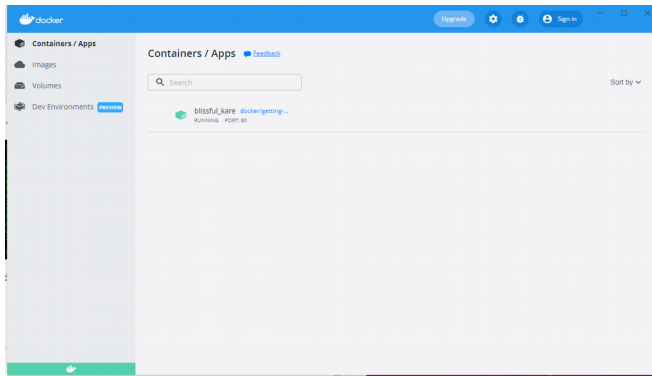 docker
Upgrade
Sign in
Containers / Apps
Images
Volumes
Dev Environments PREVIEW
Containers / Apps Feedback
Search
Sort by
blissful_kare docker/getting-...
RUNNING PORT: 80